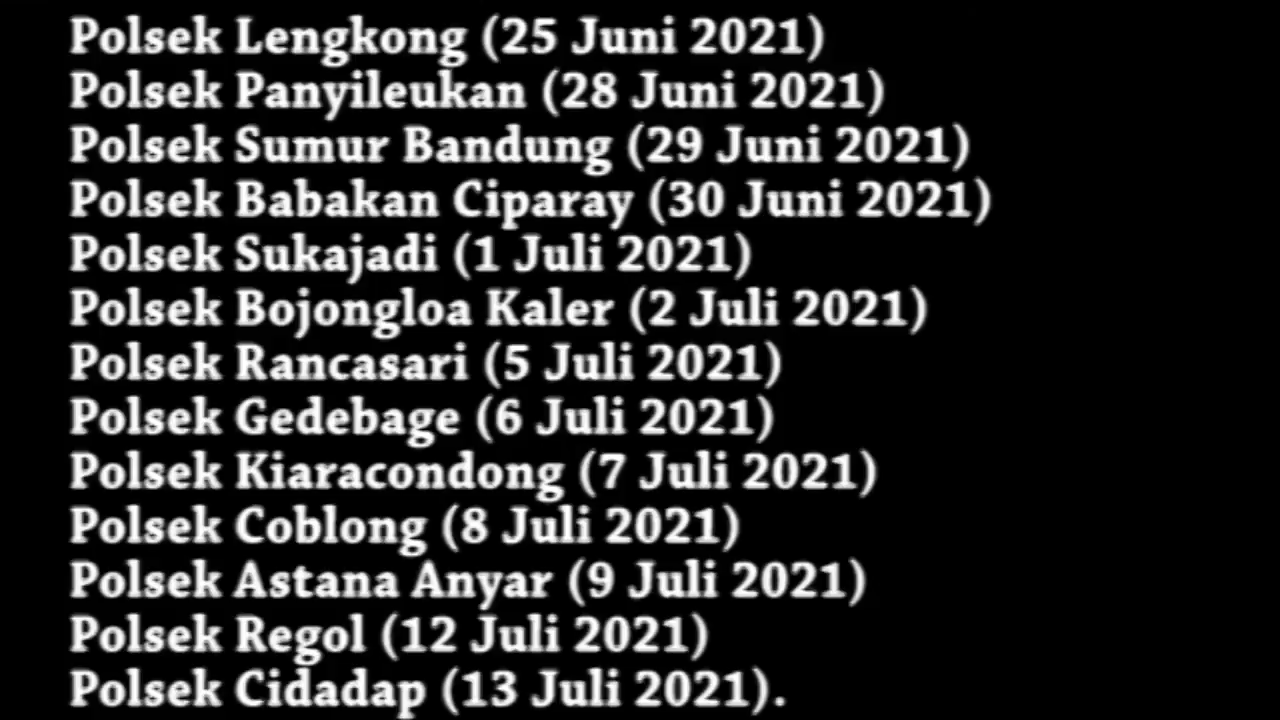 Polsek Lengkong (25 Juni 2021)
Polsek Panyileukan (28 Juni 2021)
Polsek Sumur Bandung (29 Juni 2021)
Polsek Babakan Ciparay (30 Juni 2021)
Polsek Sukajadi (1 Juli 2021)
Polsek Bojongloa Kaler (2 Juli 2021)
Polsek Rancasari (5 Juli 2021)
Polsek Gedebage (6 Juli 2021)
Polsek Kiaracondong (7 Juli 2021)
Polsek Coblong (8 Juli 2021)
Polsek Astana Anyar (9 Juli 2021)
Polsek Regol (12 Juli 2021)
Polsek Cidadap (13 Juli 2021).